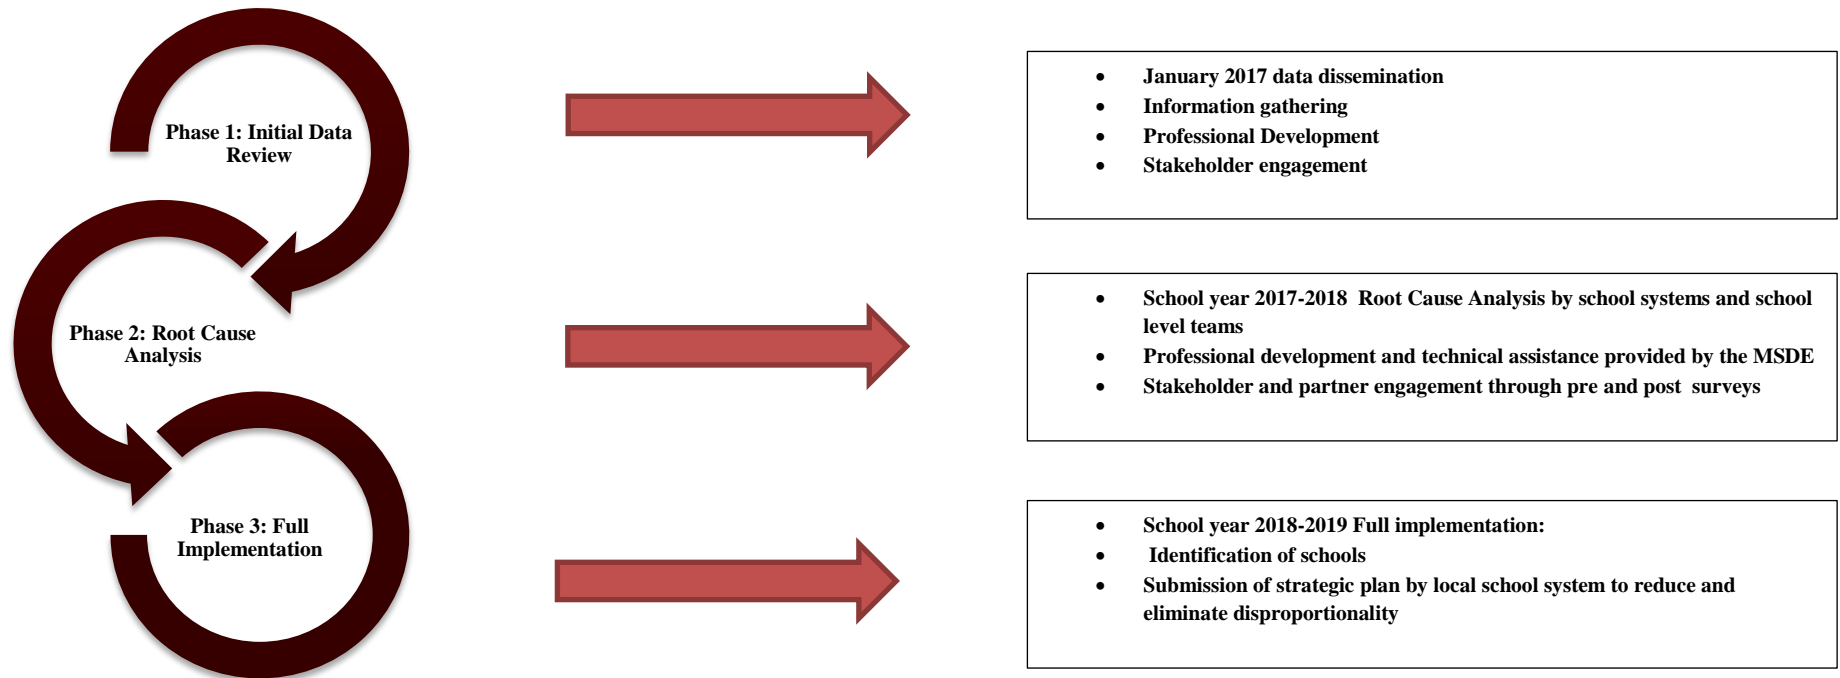 Phase 1: Initial Data
Review
• January 2017 data dissemination
• Information gathering
• Professional Development
• Stakeholder engagement
Phase 2: Root Cause
Analysis
• School year 2017-2018  Root Cause Analysis by school systems and school
level teams
• Professional development and technical assistance provided by the MSDE
• Stakeholder and partner engagement through pre and post  surveys
Phase 3: Full
Implementation
• School year 2018-2019 Full implementation:
• Identification of schools
• Submission of strategic plan by local school system to reduce and
eliminate disproportionality